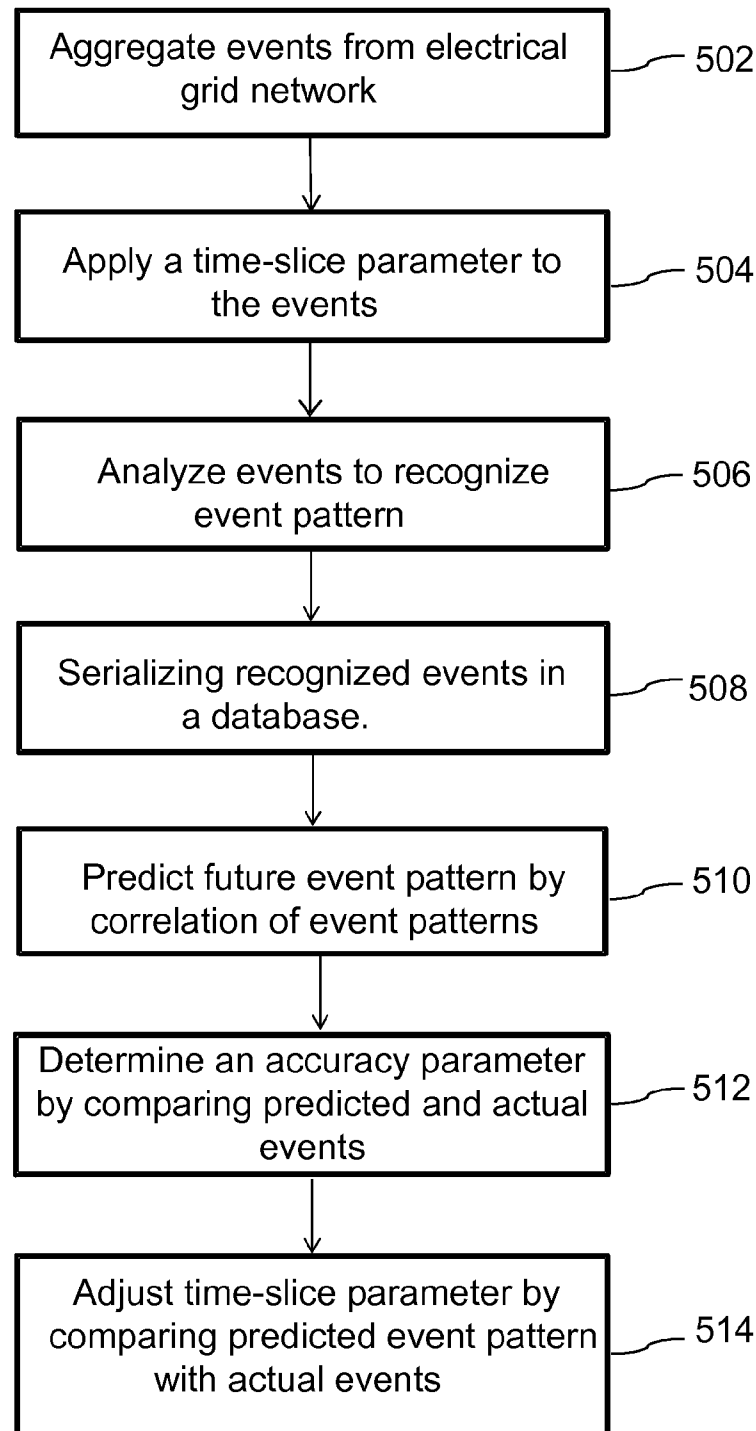 Aggregate events from electrical
grid network
502
Apply a time-slice parameter to
the events
504
Analyze events to recognize
event pattern
506
Serializing recognized events in
a database.
508
Predict future event pattern by
correlation of event patterns
510
Determine an accuracy parameter
by comparing predicted and actual
events
512
Adjust time-slice parameter by
comparing predicted event pattern
with actual events
514